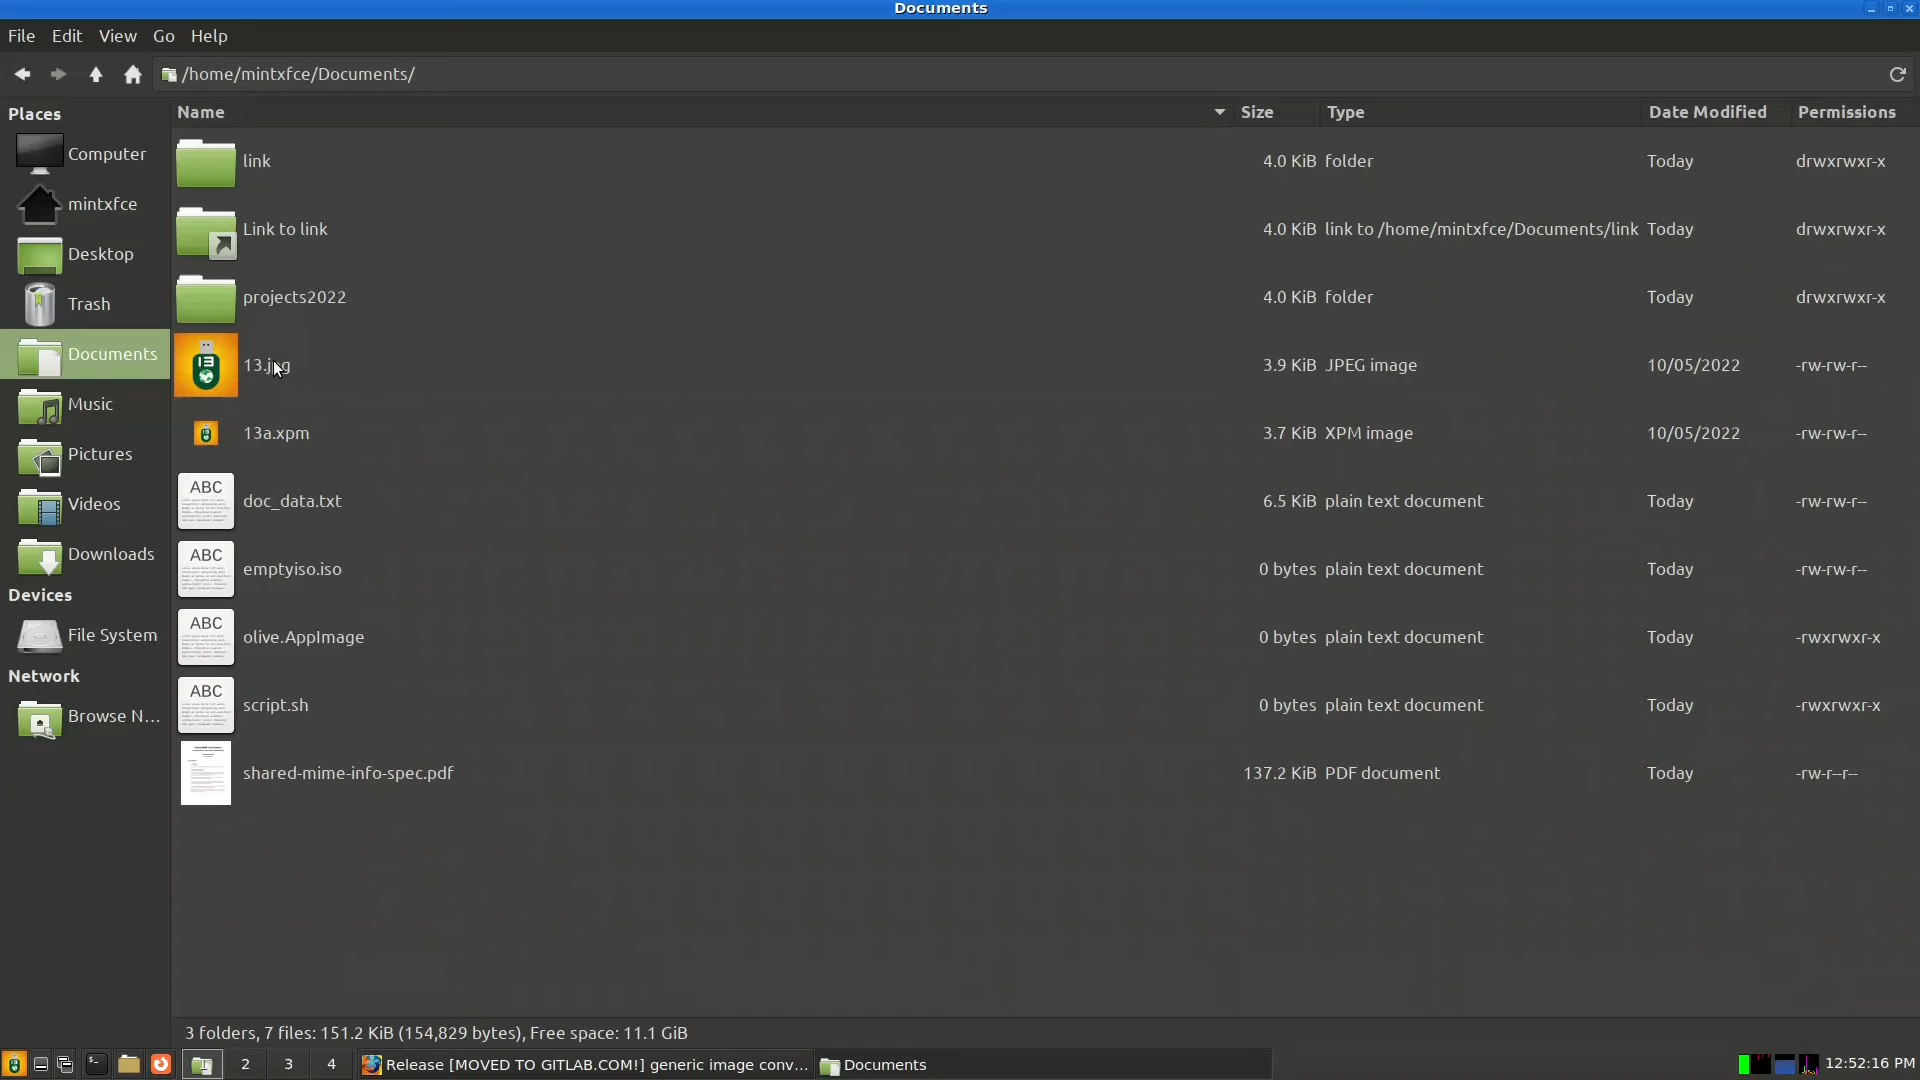 Documents
File Edit View Go Help
/home/mintxfce/Documents/
Places
Computer
mintxfce
Desktop
Trash
Documents
Music
Pictures
Videos
Downloads
Devices
File System
Network
Browse N...
Name Size Type Date Modified Permissions
link 4.0 KiB folder Today drwxrwxr-x
Link to link 4.0 KiB link to /home/mintxfce/Documents/link Today drwxrwxr-x
projects2022 4.0 KiB folder Today drwxrwxr-x
13.jpg 3.9 KiB JPEG image 10/05/2022 -rw-rw-r--
13a.xpm 3.7 KiB XPM image 10/05/2022 -rw-rw-r--
ABC doc_data.txt 6.5 KiB plain text document Today -rw-rw-r--
ABC emptyiso.iso 0 bytes plain text document Today -rw-rw-r--
ABC olive.AppImage 0 bytes plain text document Today -rwxrwxr-x
ABC script.sh 0 bytes plain text document Today -rwxrwxr-x
shared-mime-info-spec.pdf 137.2 KiB PDF document Today -rw-r--r--
3 folders, 7 files: 151.2 KiB (154,829 bytes), Free space: 11.1 GiB
1 2 3 4 Release [MOVED TO GITLAB.COM!] generic image conv... Documents 12:52:16 PM